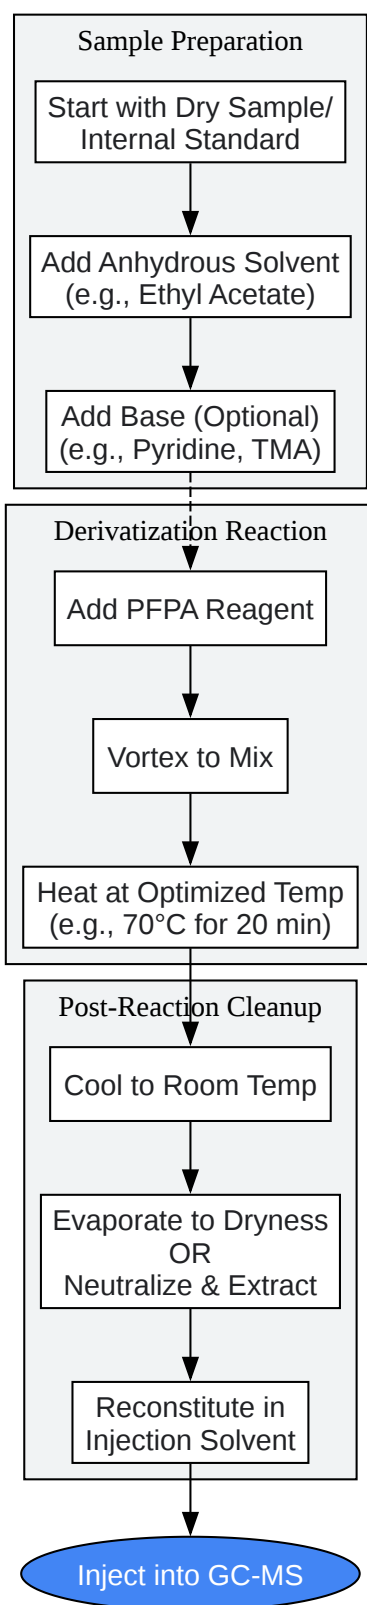 Sample Preparation
Start with Dry Sample/
Internal Standard
Add Anhydrous Solvent
(e.g., Ethyl Acetate)
Add Base (Optional)
(e.g., Pyridine, TMA)
Derivatization Reaction
Add PFPA Reagent
Vortex to Mix
Heat at Optimized Temp
(e.g., 70°C for 20 min)
Post-Reaction Cleanup
Cool to Room Temp
Evaporate to Dryness
OR
Neutralize & Extract
Reconstitute in
Injection Solvent
Inject into GC-MS